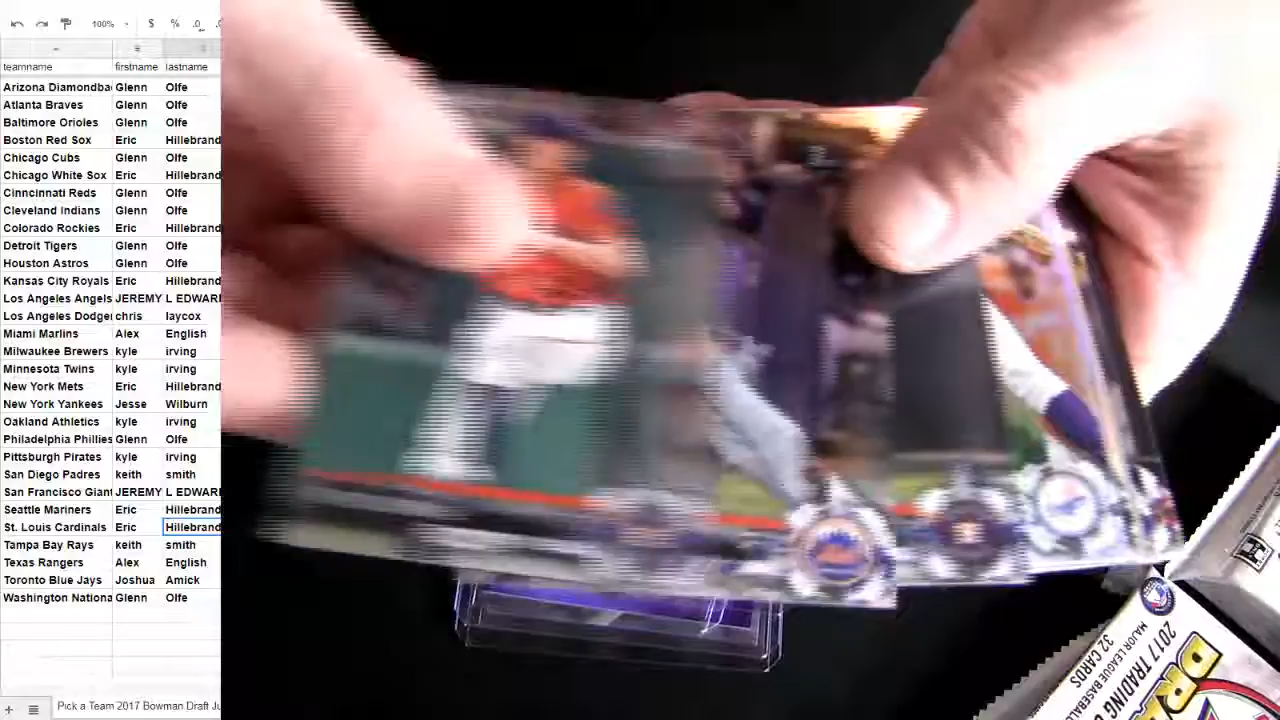 100% $ % .0
teamname firstname lastname
Arizona Diamondba Glenn Olfe
Atlanta Braves Glenn Olfe
Baltimore Orioles Glenn Olfe
Boston Red Sox Eric Hillebrand
Chicago Cubs Glenn Olfe
Chicago White Sox Eric Hillebrand
Cinncinnati Reds Glenn Olfe
Cleveland Indians Glenn Olfe
Colorado Rockies Eric Hillebrand
Detroit Tigers Glenn Olfe
Houston Astros Glenn Olfe
Kansas City Royals Eric Hillebrand
Los Angeles Angels JEREMY L EDWARD
Los Angeles Dodge chris laycox
Miami Marlins Alex English
Milwaukee Brewers kyle irving
Minnesota Twins kyle irving
New York Mets Eric Hillebrand
New York Yankees Jesse Wilburn
Oakland Athletics kyle irving
Philadelphia Phillies Glenn Olfe
Pittsburgh Pirates kyle irving
San Diego Padres keith smith
San Francisco Giant JEREMY L EDWARD
Seattle Mariners Eric Hillebrand
St. Louis Cardinals Eric Hillebrand
Tampa Bay Rays keith smith
Texas Rangers Alex English
Toronto Blue Jays Joshua Amick
Washington Nationa Glenn Olfe
Pick a Team 2017 Bowman Draft Ju
2017 TRADING
MAJOR LEAGUE BASEBALL
32 CARDS
DRA